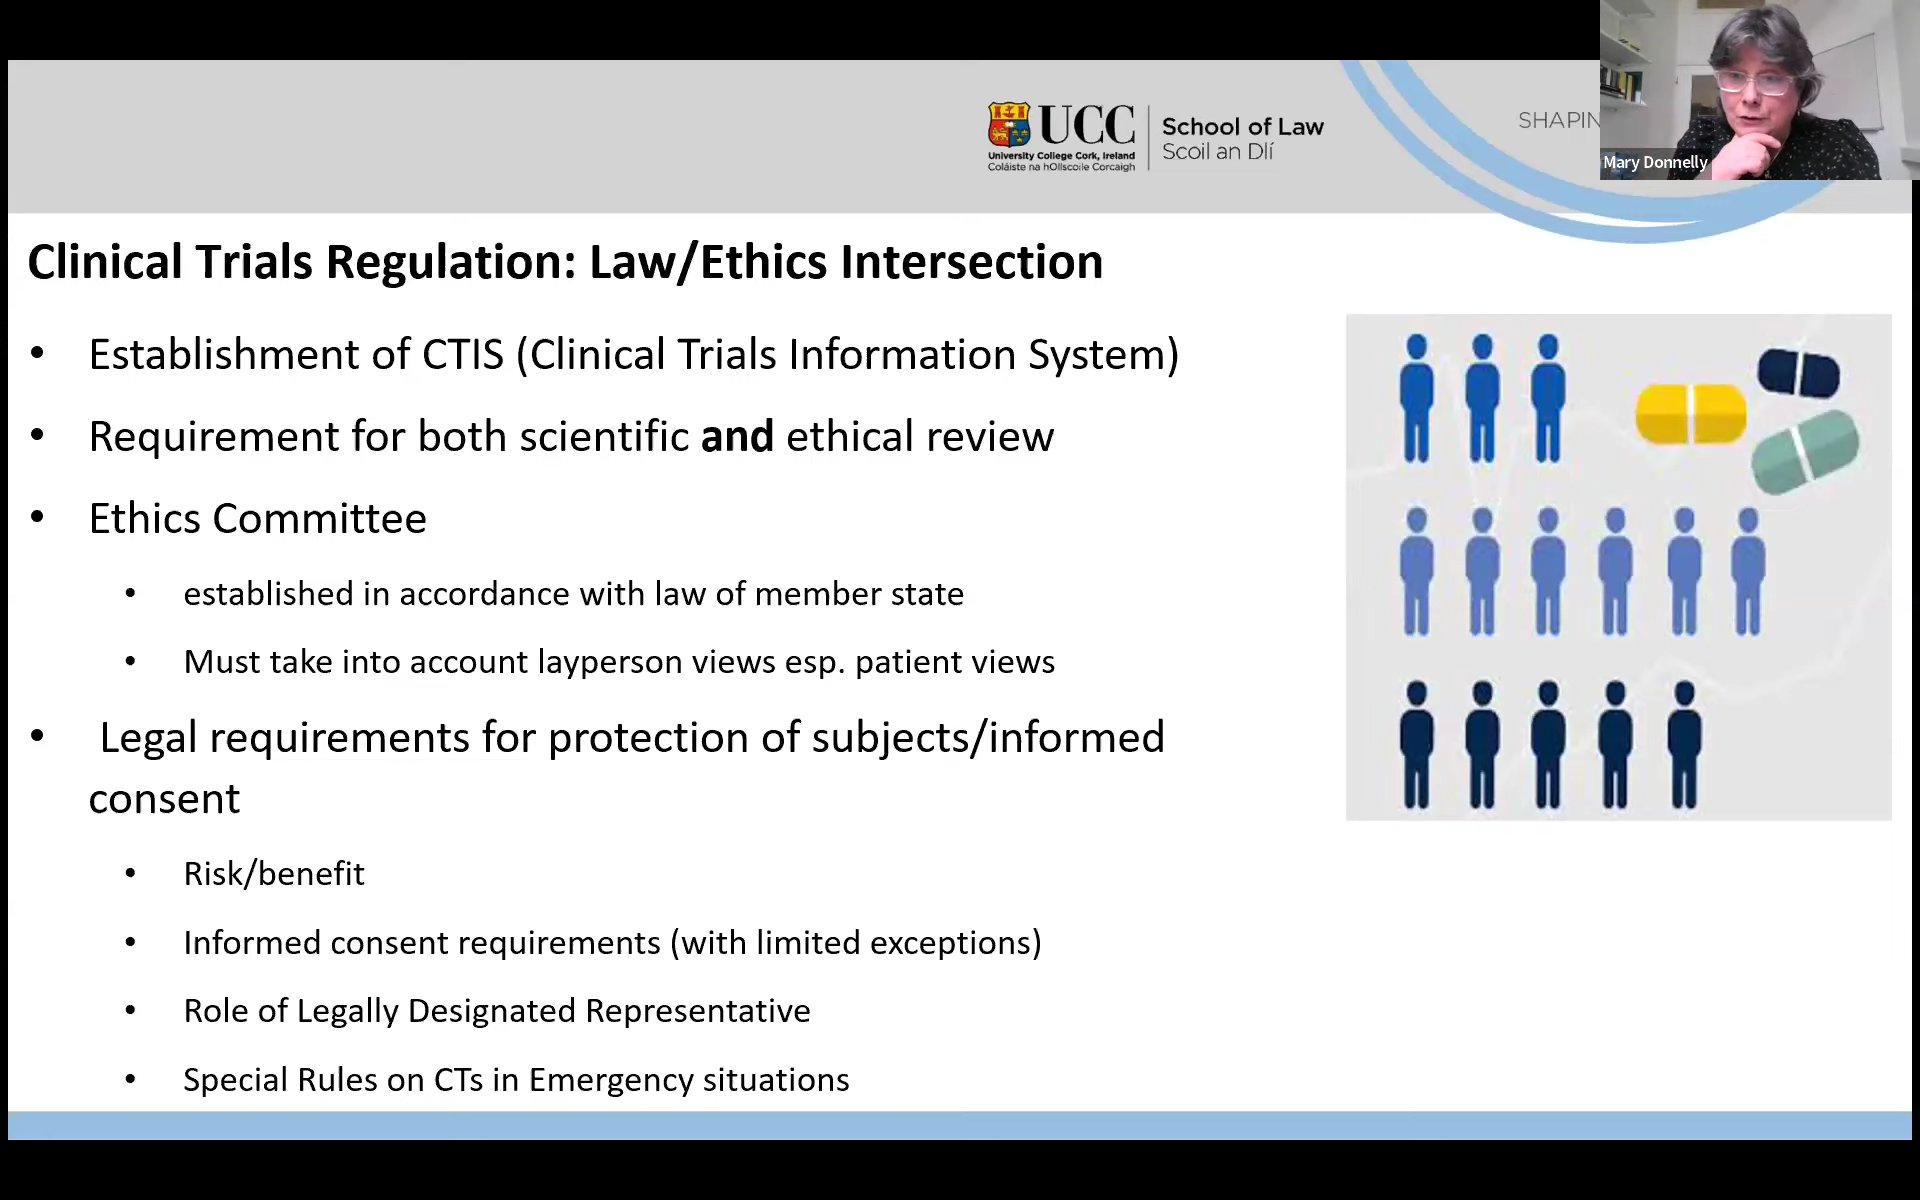 UCC
University College Cork, Ireland
Coláiste na hOllscoile Corcaigh
School of Law
Scoil an Dlí
SHAPIN
Mary Donnelly
Clinical Trials Regulation: Law/Ethics Intersection
• Establishment of CTIS (Clinical Trials Information System)
• Requirement for both scientific and ethical review
• Ethics Committee
• established in accordance with law of member state
• Must take into account layperson views esp. patient views
• Legal requirements for protection of subjects/informed
consent
• Risk/benefit
• Informed consent requirements (with limited exceptions)
• Role of Legally Designated Representative
• Special Rules on CTs in Emergency situations